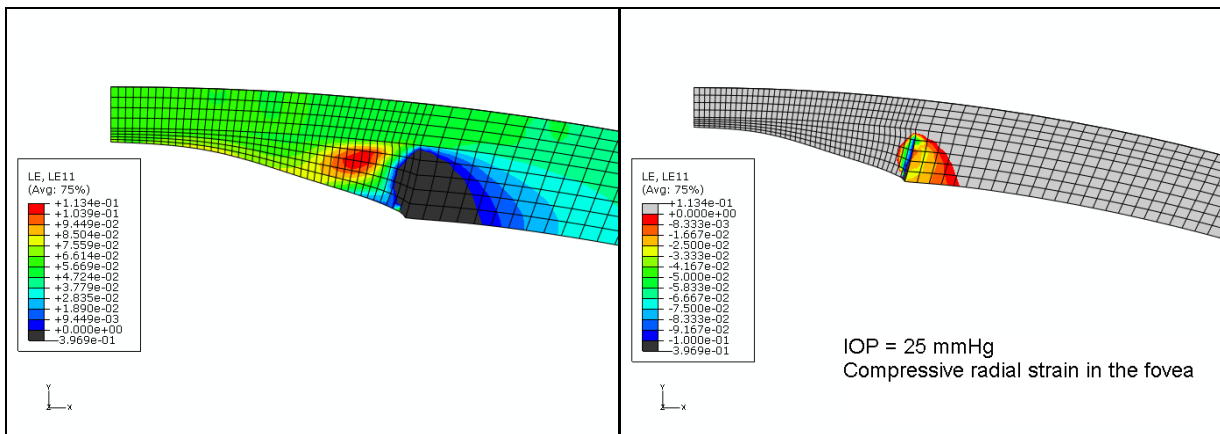 LE, LE11
(Avg: 75%)
+1.134e-01
+1.039e-01
+9.449e-02
+8.504e-02
+7.559e-02
+6.614e-02
+5.669e-02
+4.724e-02
+3.779e-02
+2.835e-02
+1.890e-02
+9.449e-03
+0.000e+00
-3.969e-01
Y
Z X
LE, LE11
(Avg: 75%)
+1.134e-01
+0.000e+00
-8.333e-03
-1.667e-02
-2.500e-02
-3.333e-02
-4.167e-02
-5.000e-02
-5.833e-02
-6.667e-02
-7.500e-02
-8.333e-02
-9.167e-02
-1.000e-01
-3.969e-01
IOP = 25 mmHg
Compressive radial strain in the fovea
Y
Z X